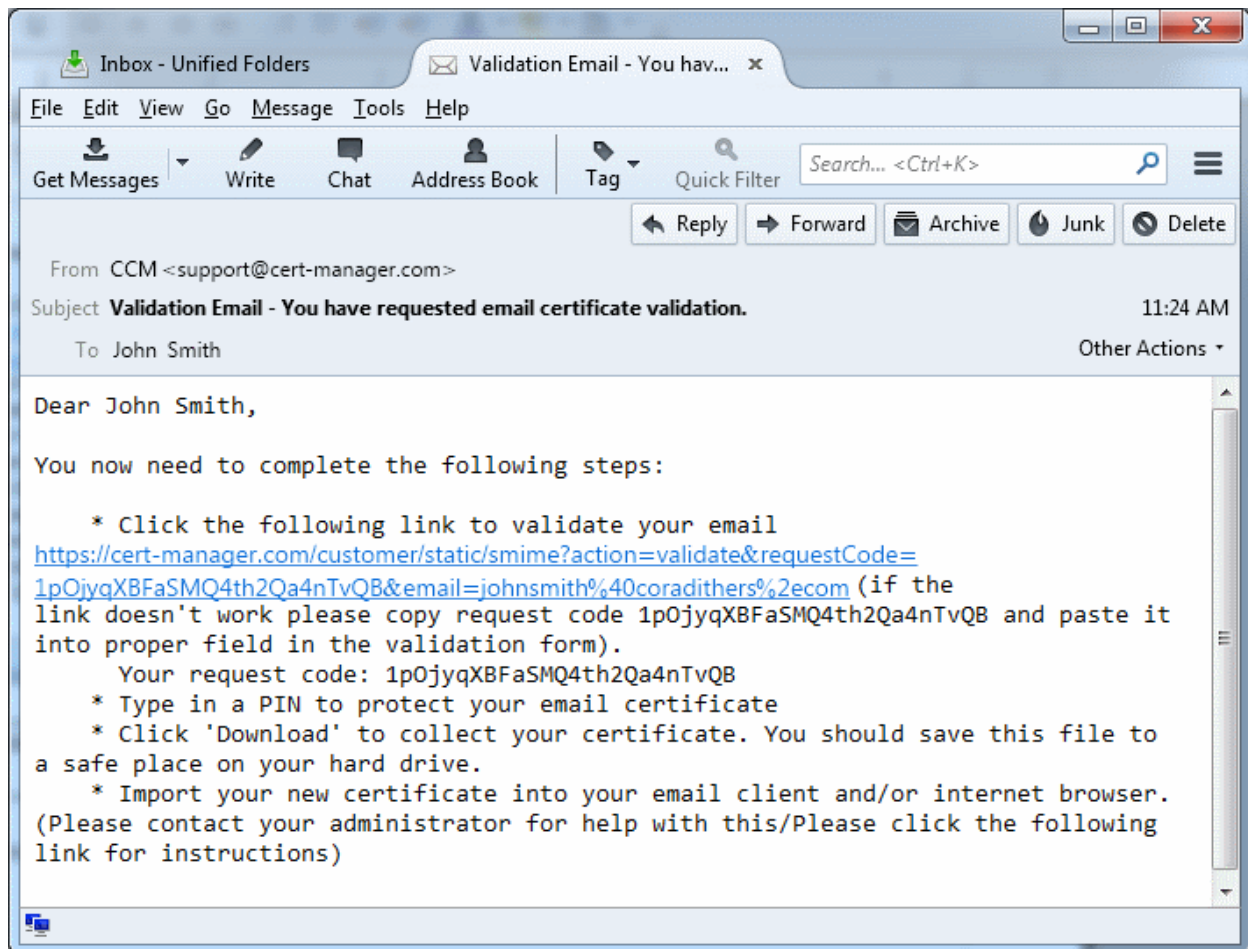 Inbox - Unified Folders
Validation Email - You hav...
File Edit View Go Message Tools Help
Get Messages Write Chat Address Book Tag Quick Filter Search... <Ctrl+K>
Reply Forward Archive Junk Delete
From CCM <support@cert-manager.com>
Subject Validation Email - You have requested email certificate validation. 11:24 AM
To John Smith Other Actions
Dear John Smith,
You now need to complete the following steps:
* Click the following link to validate your email
https://cert-manager.com/customer/static/smime?action=validate&requestCode=
1pOjyqXBFaSMQ4th2Qa4nTvQB&email=johnsmith%40coradithers%2ecom (if the
link doesn't work please copy request code 1pOjyqXBFaSMQ4th2Qa4nTvQB and paste it
into proper field in the validation form).
Your request code: 1pOjyqXBFaSMQ4th2Qa4nTvQB
* Type in a PIN to protect your email certificate
* Click 'Download' to collect your certificate. You should save this file to
a safe place on your hard drive.
* Import your new certificate into your email client and/or internet browser.
(Please contact your administrator for help with this/Please click the following
link for instructions)